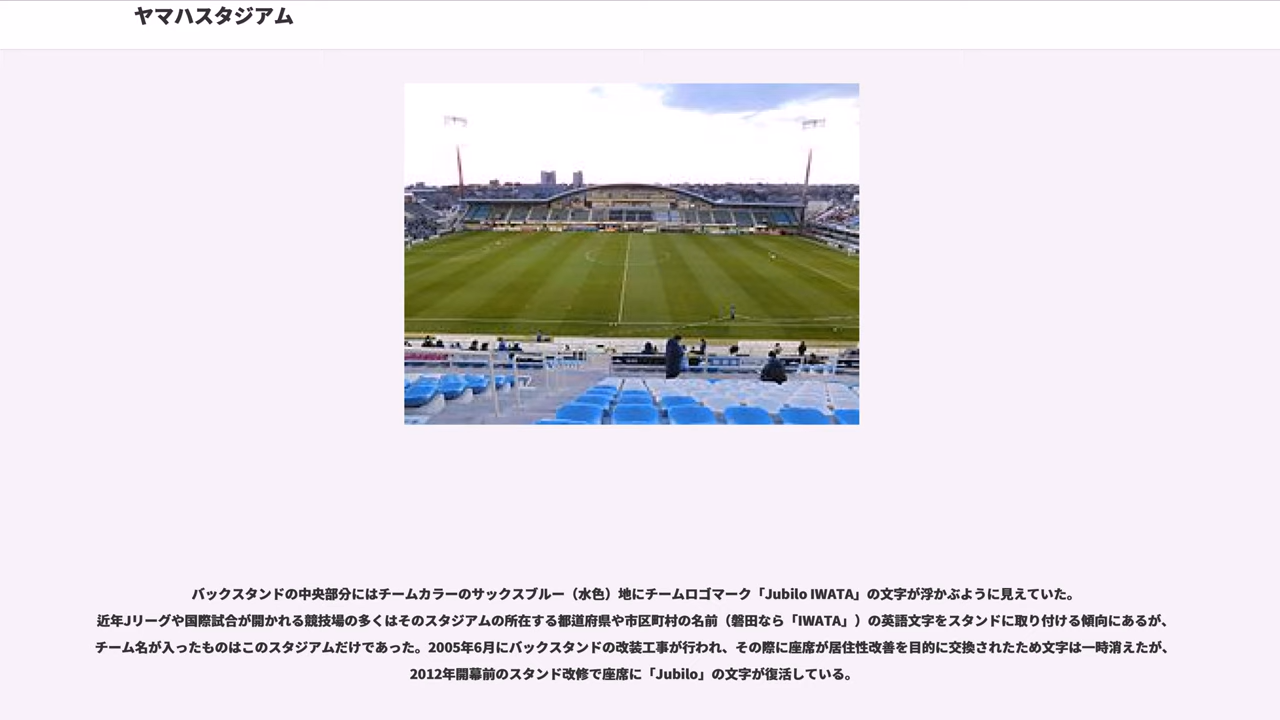 ヤマハスタジアム
バックスタンドの中央部分にはチームカラーのサックスブルー（水色）地にチームロゴマーク「Jubilo IWATA」の文字が浮かぶように見えていた。
近年Jリーグや国際試合が開かれる競技場の多くはそのスタジアムの所在する都道府県や市区町村の名前（磐田なら「IWATA」）の英語文字をスタンドに取り付ける傾向にあるが、
チーム名が入ったものはこのスタジアムだけであった。2005年6月にバックスタンドの改装工事が行われ、その際に座席が居住性改善を目的に交換されたため文字は一時消えたが、
2012年開幕前のスタンド改修で座席に「Jubilo」の文字が復活している。